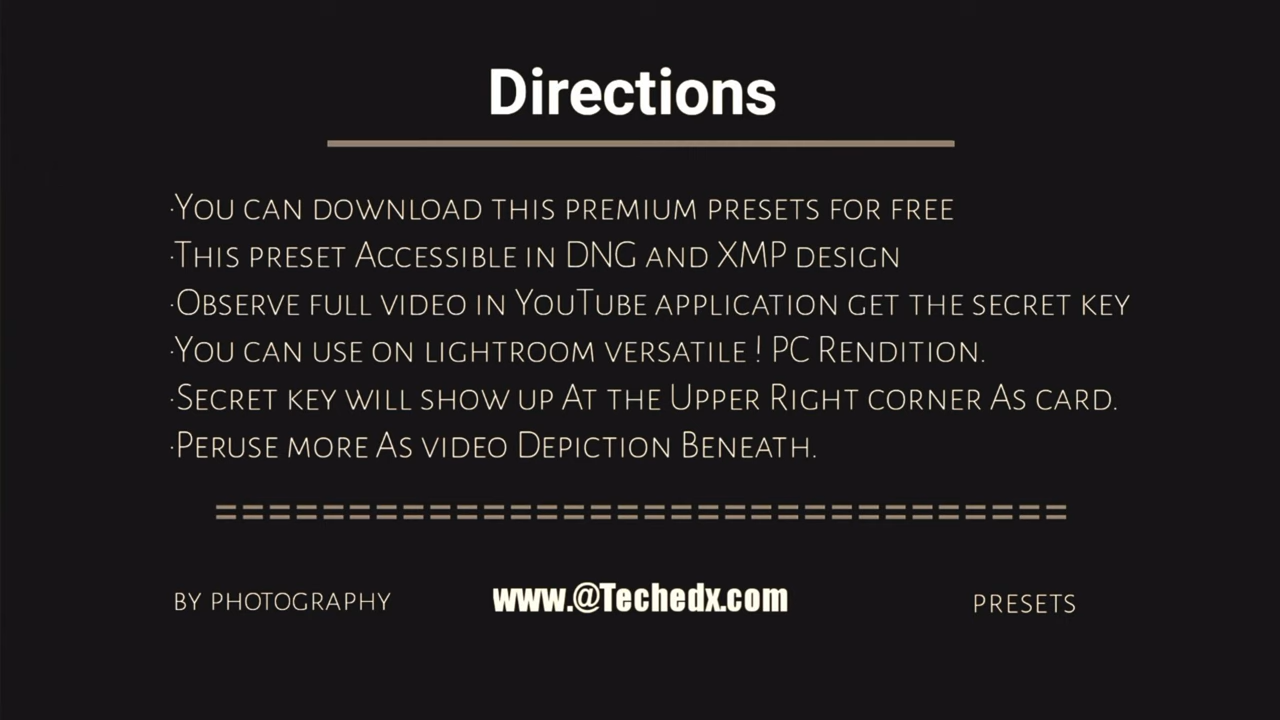 Directions
·You can download this premium presets for free
·This preset Accessible in DNG and XMP design
·Observe full video in YouTube application get the secret key
·You can use on lightroom versatile ! PC Rendition.
·Secret key will show up At the Upper Right corner As card.
·Peruse more As video Depiction Beneath.
================================
BY PHOTOGRAPHY
www.@Techedx.com
PRESETS